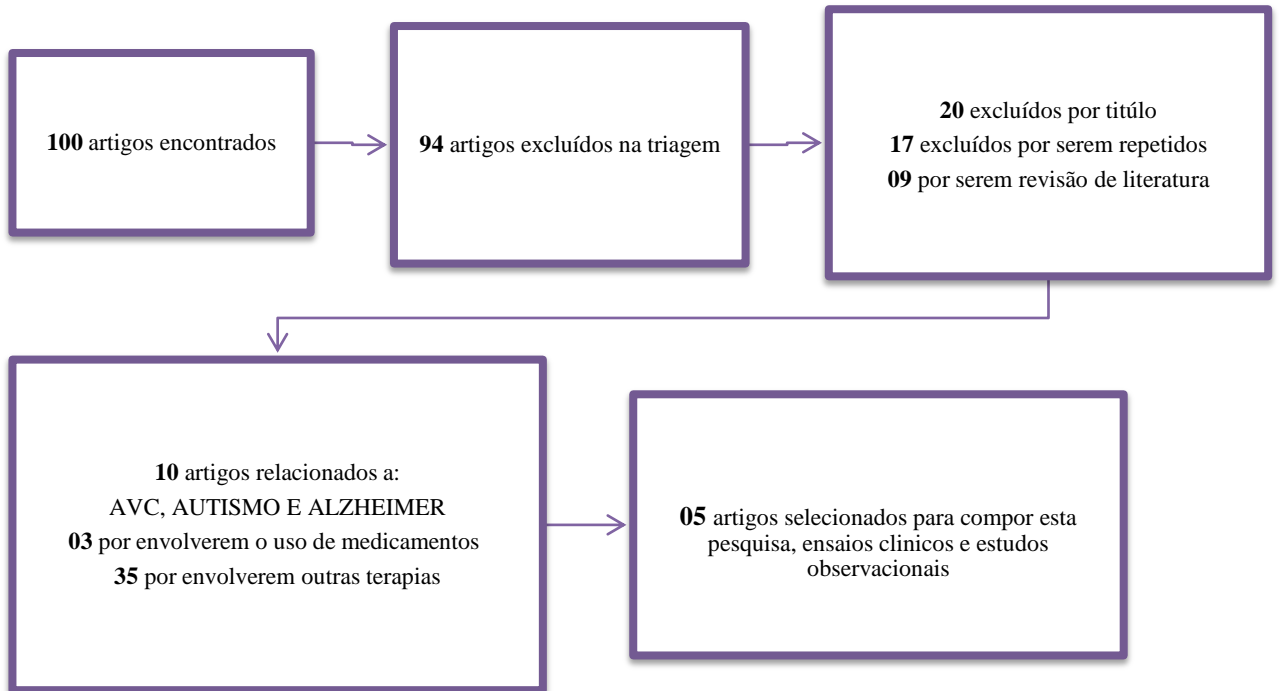 100 artigos encontrados
94 artigos excluídos na triagem
20 excluídos por titúlo
17 excluídos por serem repetidos
09 por serem revisão de literatura
10 artigos relacionados a:
AVC, AUTISMO E ALZHEIMER
03 por envolverem o uso de medicamentos
35 por envolverem outras terapias
05 artigos selecionados para compor esta
pesquisa, ensaios clinicos e estudos
observacionais